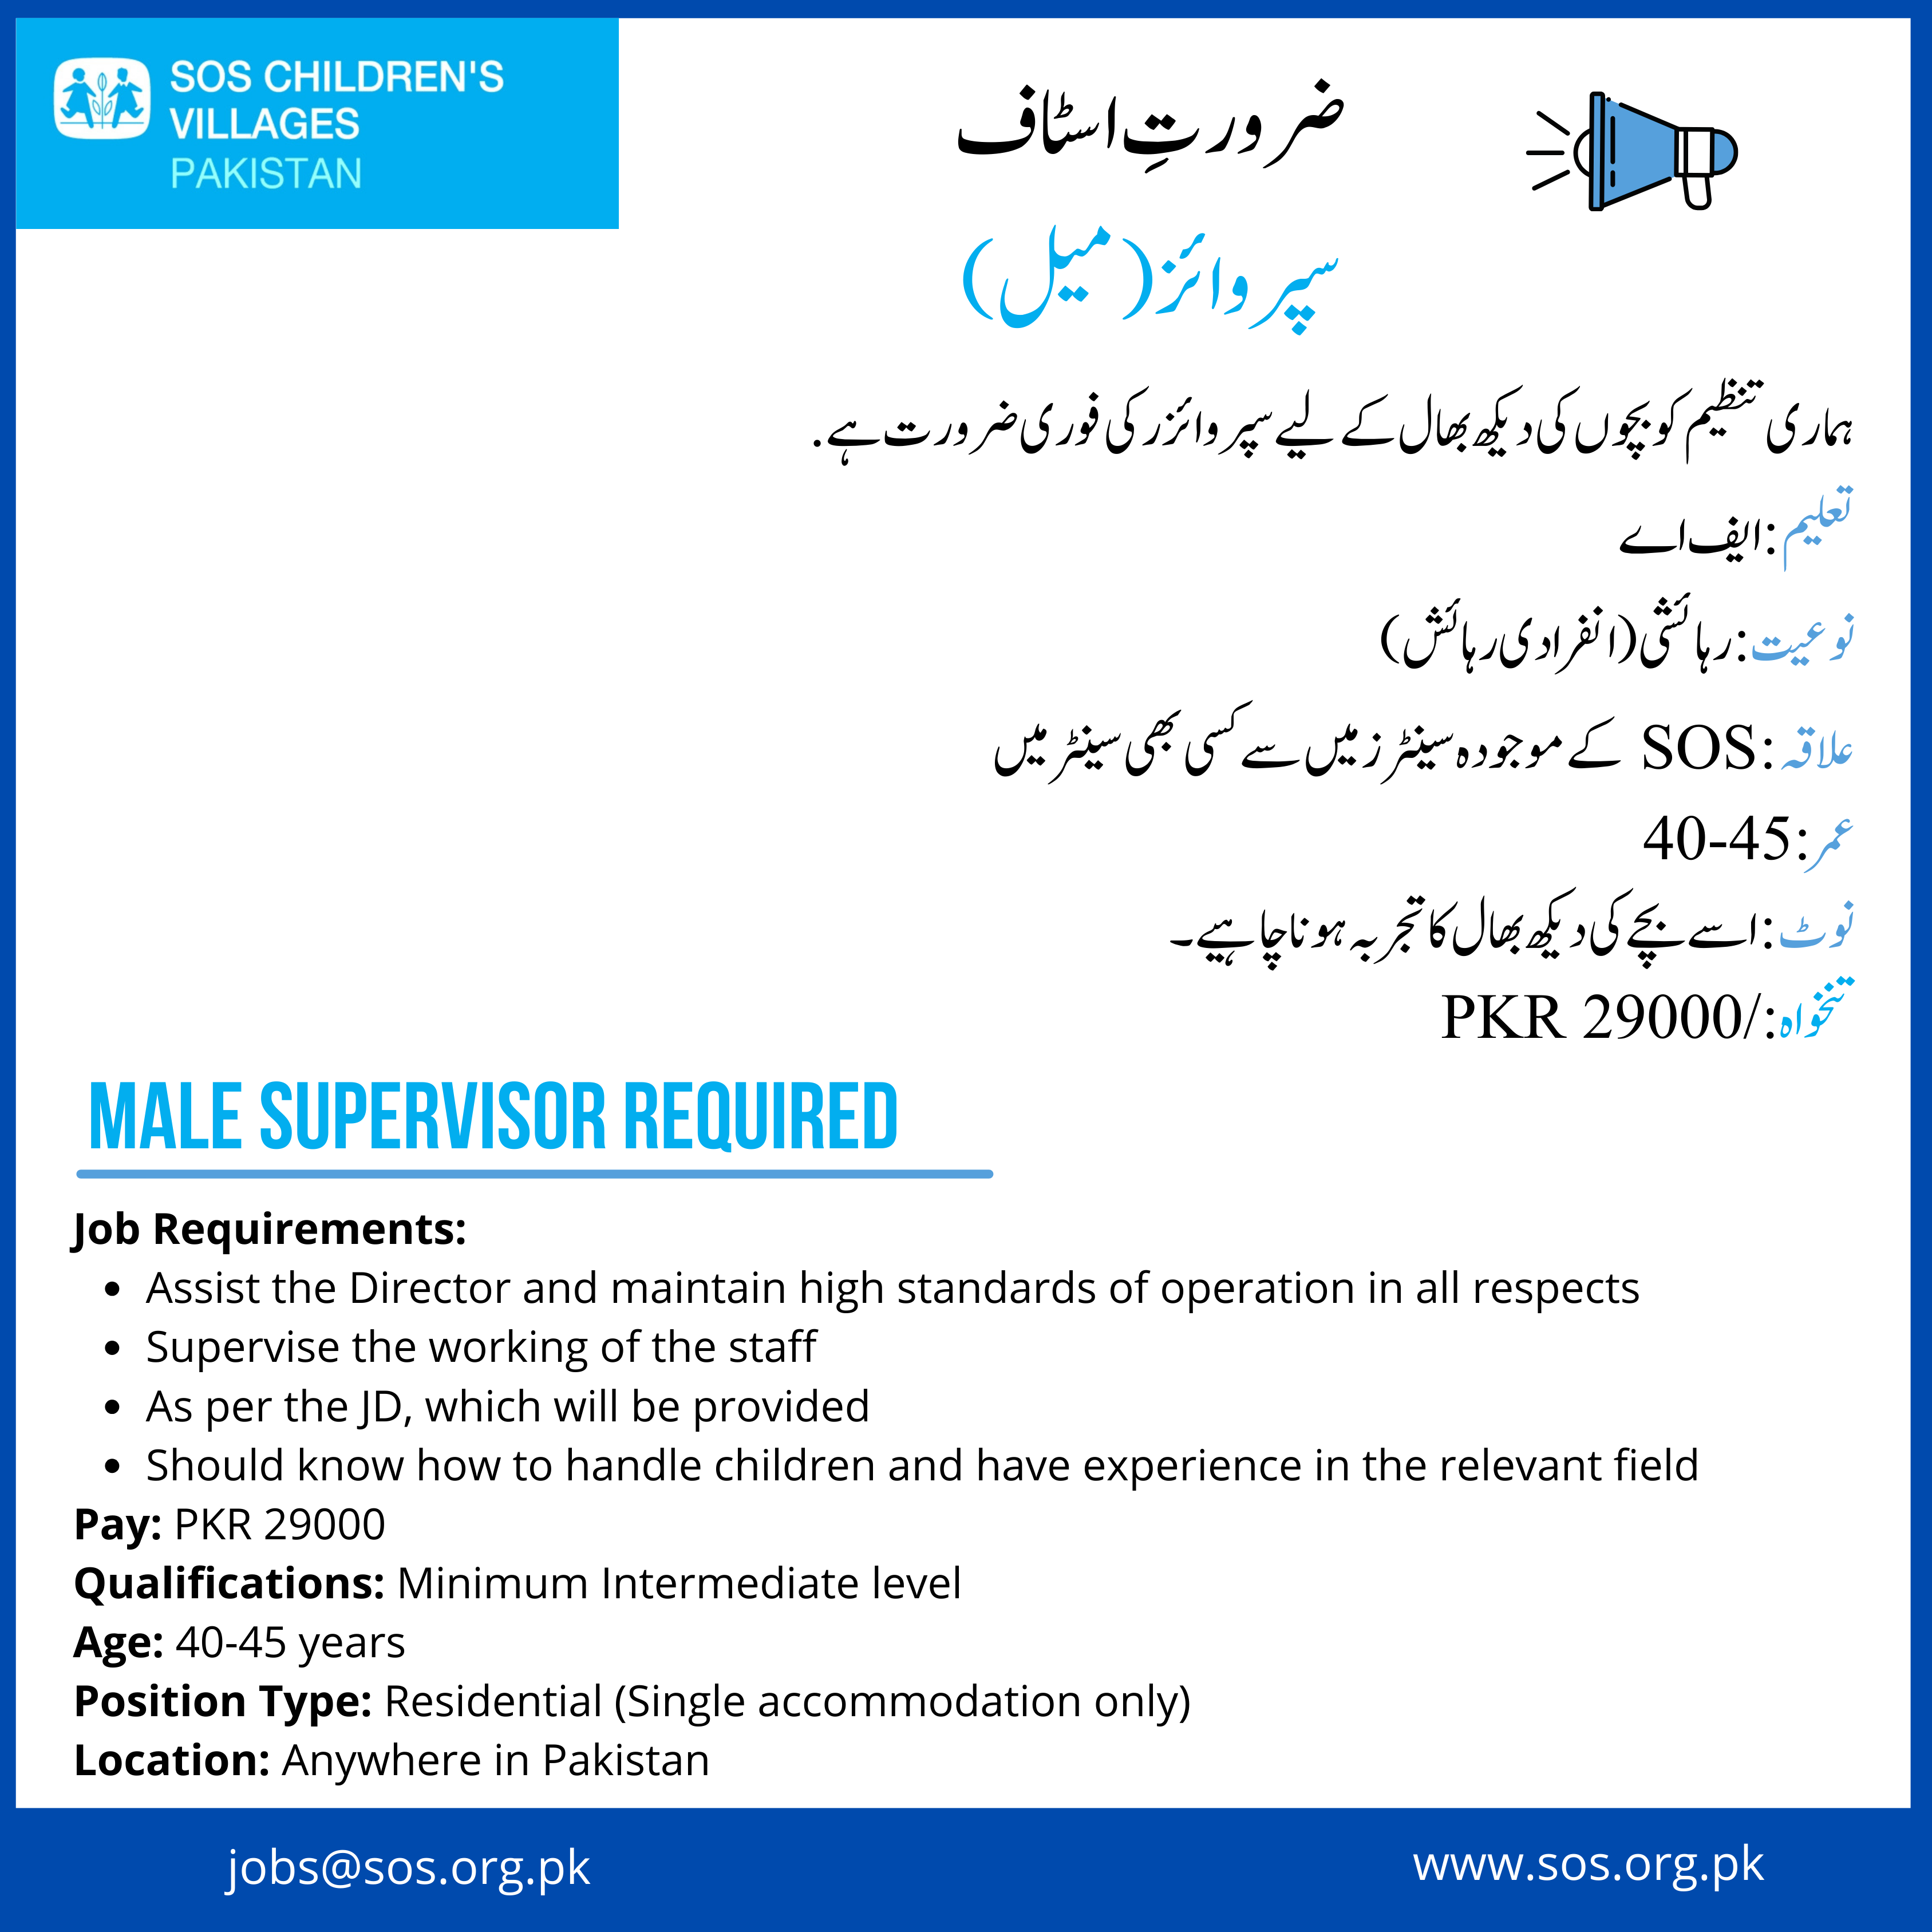 SOS CHILDREN'S
VILLAGES
PAKISTAN
ضرورتِ اسٹاف
سپروائز (میل)
ہماری تنظیم کو بچوں کی دیکھ بھال کے لیے سپروائزر کی فوری ضرورت ہے.
تعلیم: ایف اے
نوعیت: رہائشی (انفرادی رہائش)
علاقہ: SOS کے موجودہ سینٹرز میں سے کسی بھی سینٹر میں
عمر: 40-45
نوٹ: اسے بچے کی دیکھ بھال کا تجربہ ہونا چاہیے۔
تنخواہ: PKR 29000/
MALE SUPERVISOR REQUIRED
Job Requirements:
• Assist the Director and maintain high standards of operation in all respects
• Supervise the working of the staff
• As per the JD, which will be provided
• Should know how to handle children and have experience in the relevant field
Pay: PKR 29000
Qualifications: Minimum Intermediate level
Age: 40-45 years
Position Type: Residential (Single accommodation only)
Location: Anywhere in Pakistan
jobs@sos.org.pk
www.sos.org.pk